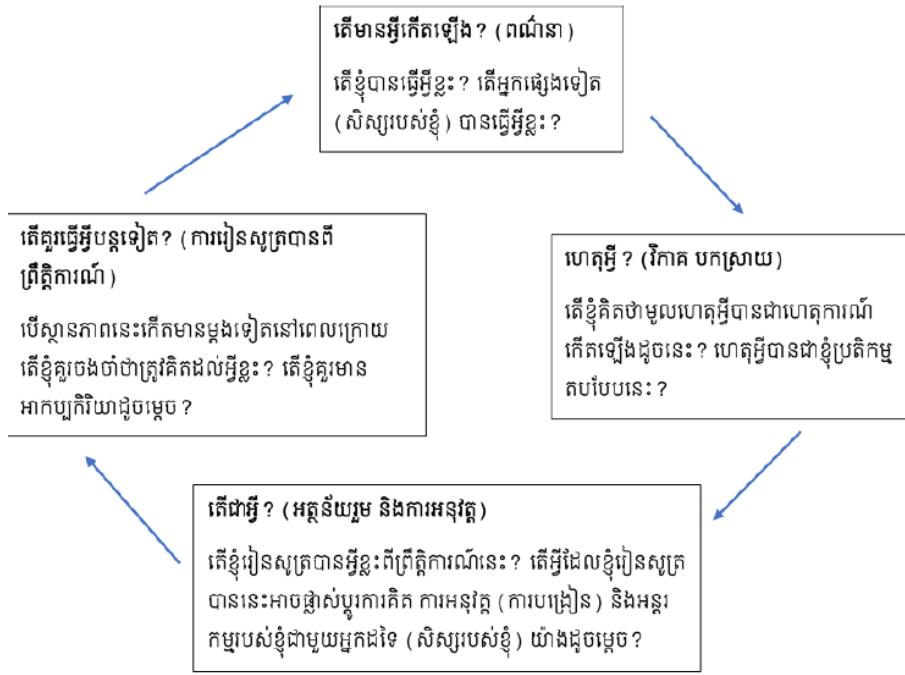 តើមានអ្វីកើតឡើង? (ពណ៌នា)
តើខ្ញុំបានធ្វើអ្វីខ្លះ? តើអ្នកផ្សេងទៀត
(សិស្សរបស់ខ្ញុំ) បានធ្វើអ្វីខ្លះ?
ហេតុអ្វី? (វិភាគ បកស្រាយ)
តើខ្ញុំគិតថាមូលហេតុអ្វីបានជាហេតុការណ៍
កើតឡើងដូចនេះ? ហេតុអ្វីបានជាខ្ញុំប្រតិកម្ម
តបបែបនេះ?
តើជាអ្វី? (អត្ថន័យរួម និងការអនុវត្ត)
តើខ្ញុំរៀនសូត្របានអ្វីខ្លះពីព្រឹត្តិការណ៍នេះ? តើអ្វីដែលខ្ញុំរៀនសូត្រ
បាននេះអាចផ្លាស់ប្តូរការគិត ការអនុវត្ត (ការបង្រៀន) និងអន្តរ
កម្មរបស់ខ្ញុំជាមួយអ្នកដទៃ (សិស្សរបស់ខ្ញុំ) យ៉ាងដូចម្តេច?
តើគួរធ្វើអ្វីបន្តទៀត? (ការរៀនសូត្របានពី
ព្រឹត្តិការណ៍)
បើស្ថានភាពនេះកើតមានម្តងទៀតនៅពេលក្រោយ
តើខ្ញុំគួរចងចាំថាត្រូវគិតដល់អ្វីខ្លះ? តើខ្ញុំគួរមាន
អាកប្បកិរិយាដូចម្តេច?